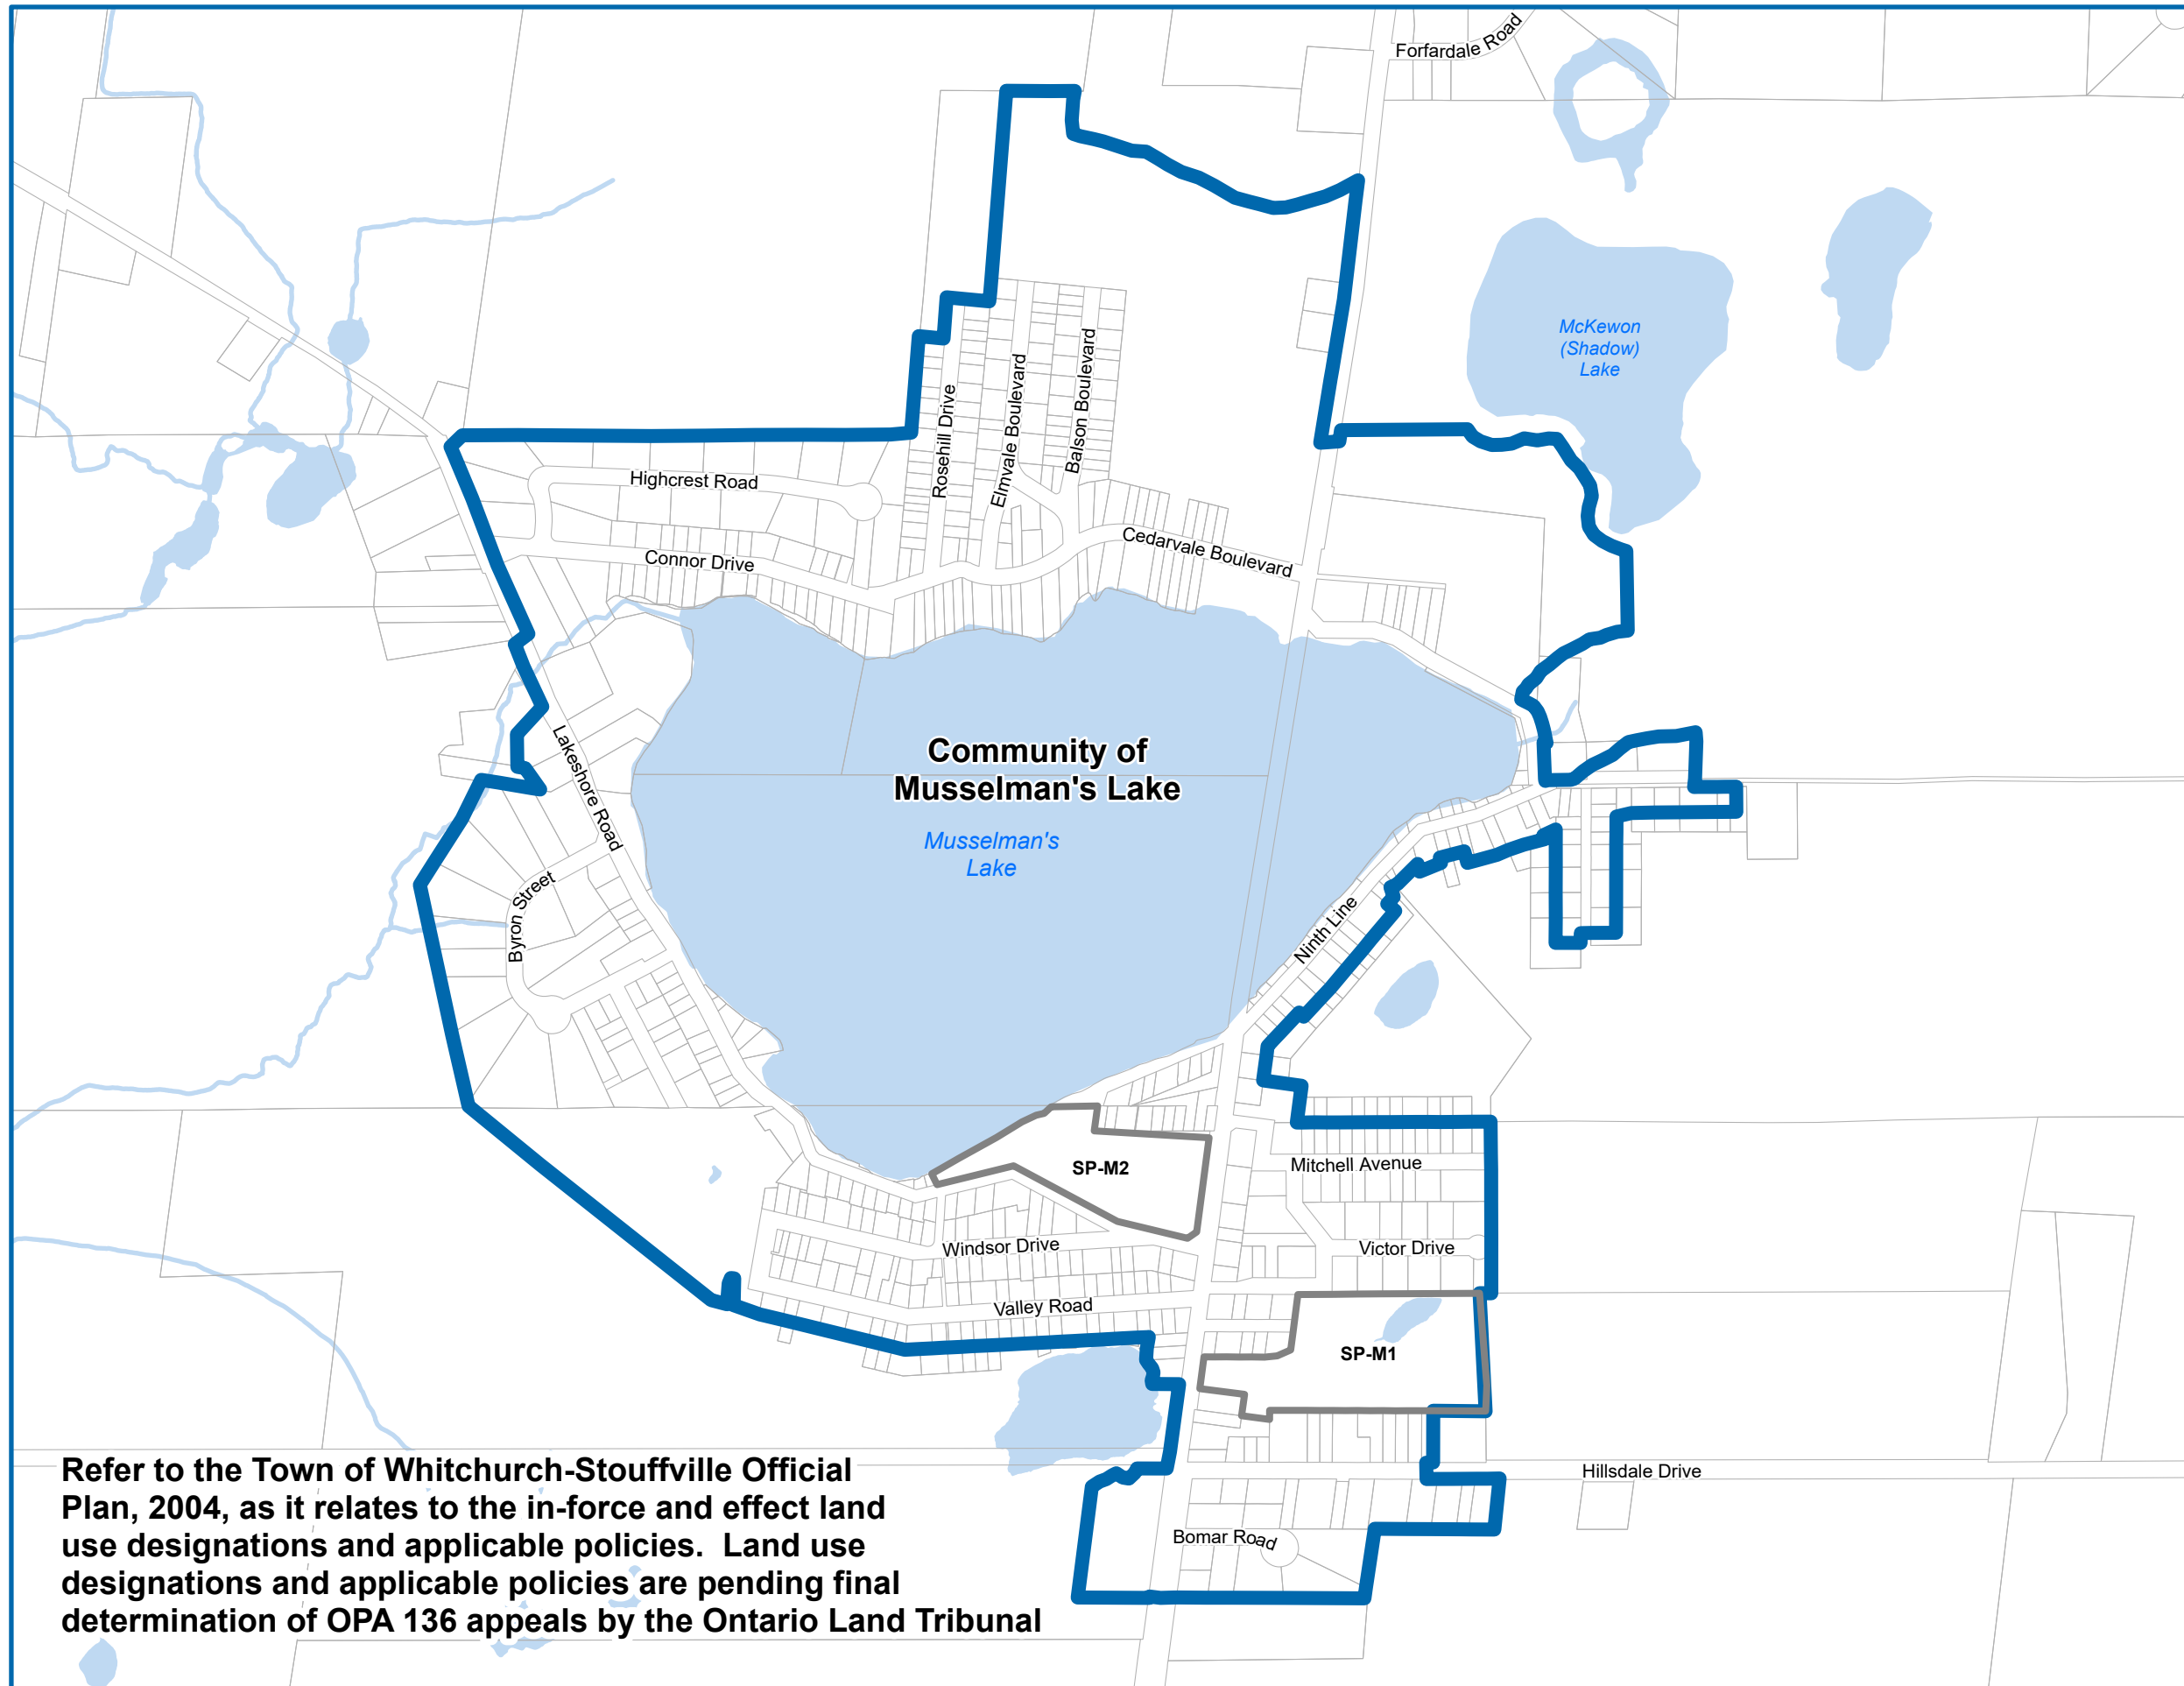 Forfardale Road
McKewon
(Shadow)
Lake
Rosehill Drive
Elmvale Boulevard
Balson Boulevard
Highcrest Road
Connor Drive
Cedarvale Boulevard
Community of
Musselman's Lake
Musselman's
Lake
Lakeshore Road
Byron Street
Ninth Line
SP-M2
Mitchell Avenue
Windsor Drive
Victor Drive
Valley Road
SP-M1
Hillsdale Drive
Bomar Road
Refer to the Town of Whitchurch-Stouffville Official
Plan, 2004, as it relates to the in-force and effect land
use designations and applicable policies.  Land use
designations and applicable policies are pending final
determination of OPA 136 appeals by the Ontario Land Tribunal